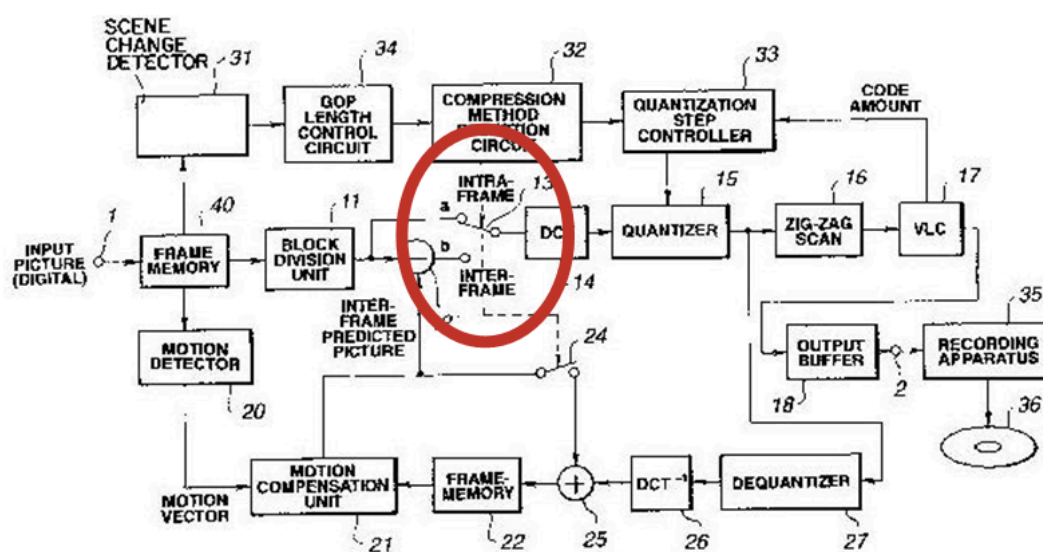 SCENE
CHANGE
DETECTOR
31
34
GOP
LENGTH
CONTROL
CIRCUIT
32
COMPRESSION
METHOD
CIRCUIT
33
QUANTIZATION
STEP
CONTROLLER
CODE
AMOUNT
1
INPUT
PICTURE
(DIGITAL)
40
FRAME
MEMORY
11
BLOCK
DIVISION
UNIT
a
INTRA-
FRAME
13
b
INTER-
FRAME
14
15
QUANTIZER
16
ZIG-ZAG
SCAN
17
VLC
INTER-
FRAME
PREDICTED
PICTURE
MOTION
DETECTOR
20
24
OUTPUT
BUFFER
18
2
35
RECORDING
APPARATUS
36
MOTION
VECTOR
MOTION
COMPENSATION
UNIT
21
FRAME-
MEMORY
22
25
DCT -1
26
DEQUANTIZER
27